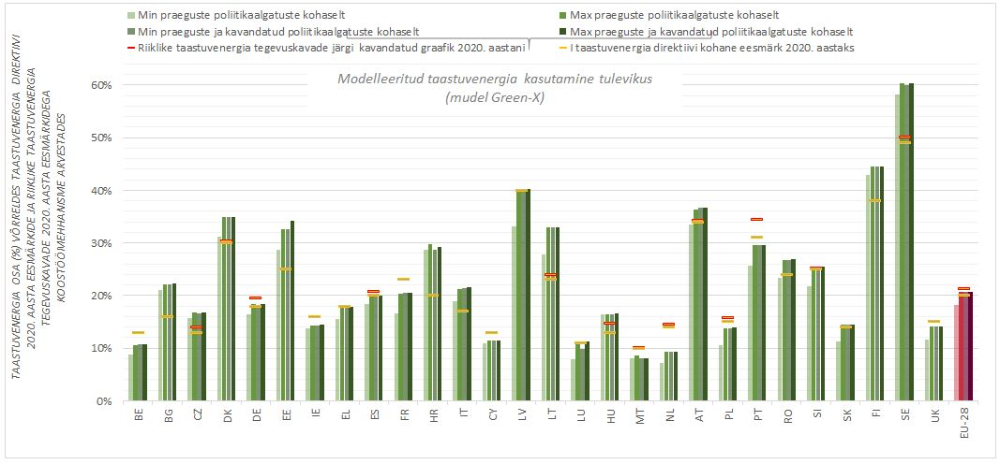 Min praeguste poliitikaalgatuste kohaselt
Max praeguste poliitikaalgatuste kohaselt
Min praeguste ja kavandatud poliitikaalgatuste kohaselt
Max praeguste ja kavandatud poliitikaalgatuste kohaselt
Riiklike taastuvenergia tegevuskavade järgi kavandatud graafik 2020. aastani
I taastuvenergia direktiivi kohane eesmärk 2020. aastaks
TAASTUVENERGIA OSA (%) VÕRRELDES TAASTUVENERGIA DIREKTIIVI
2020. AASTA EESMÄRKIDE JA RIIKLIKE TAASTUVENERGIA
TEGEVUSKAVADE 2020. AASTA EESMÄRKIDEGA
KOOSTÖÖMEHHANISME ARVESTADES
Modelleeritud taastuvenergia kasutamine tulevikus
(mudel Green-X)
60%
50%
40%
30%
20%
10%
0%
BE
BG
CZ
DK
DE
EE
IE
EL
ES
FR
HR
IT
CY
LV
LT
LU
HU
MT
NL
AT
PL
PT
RO
SI
SK
FI
SE
UK
EU-28